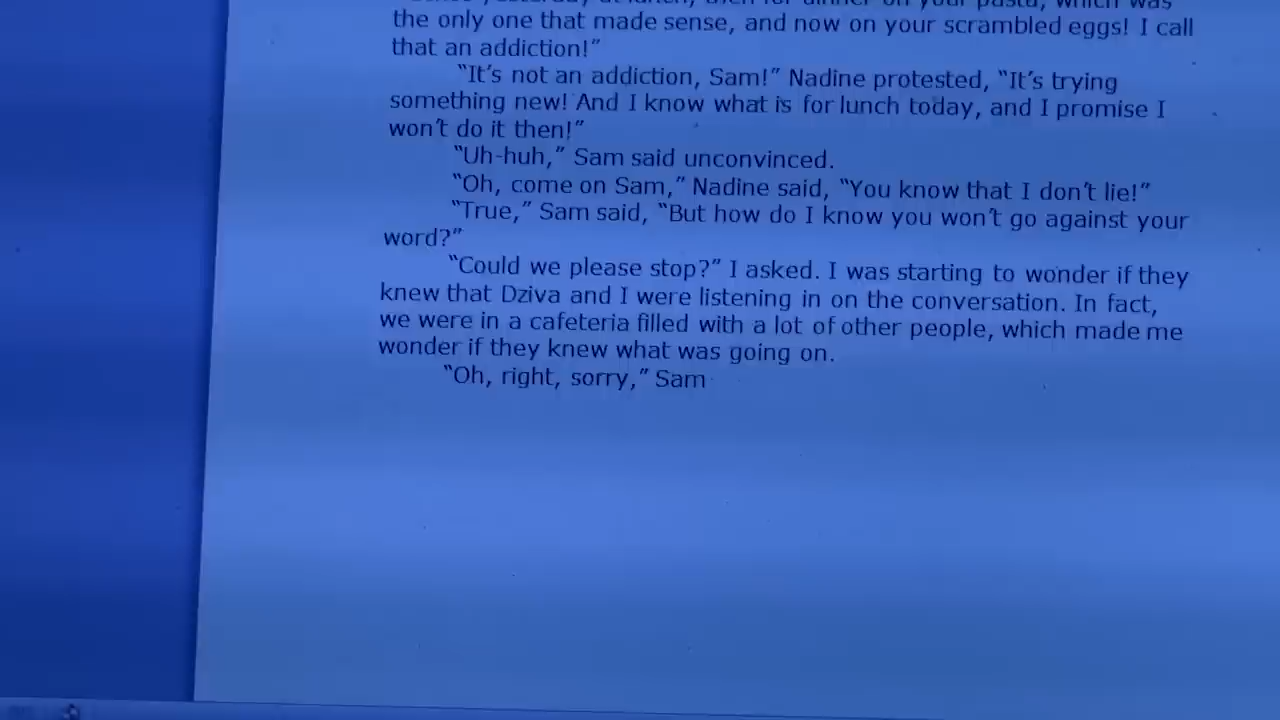 the only one that made sense, and now on your scrambled eggs! I call
that an addiction!”
“It’s not an addiction, Sam!” Nadine protested, “It’s trying
something new! And I know what is for lunch today, and I promise I
won’t do it then!”
“Uh-huh,” Sam said unconvinced.
“Oh, come on Sam,” Nadine said, “You know that I don’t lie!”
“True,” Sam said, “But how do I know you won’t go against your
word?”
“Could we please stop?” I asked. I was starting to wonder if they
knew that Dziva and I were listening in on the conversation. In fact,
we were in a cafeteria filled with a lot of other people, which made me
wonder if they knew what was going on.
“Oh, right, sorry,” Sam